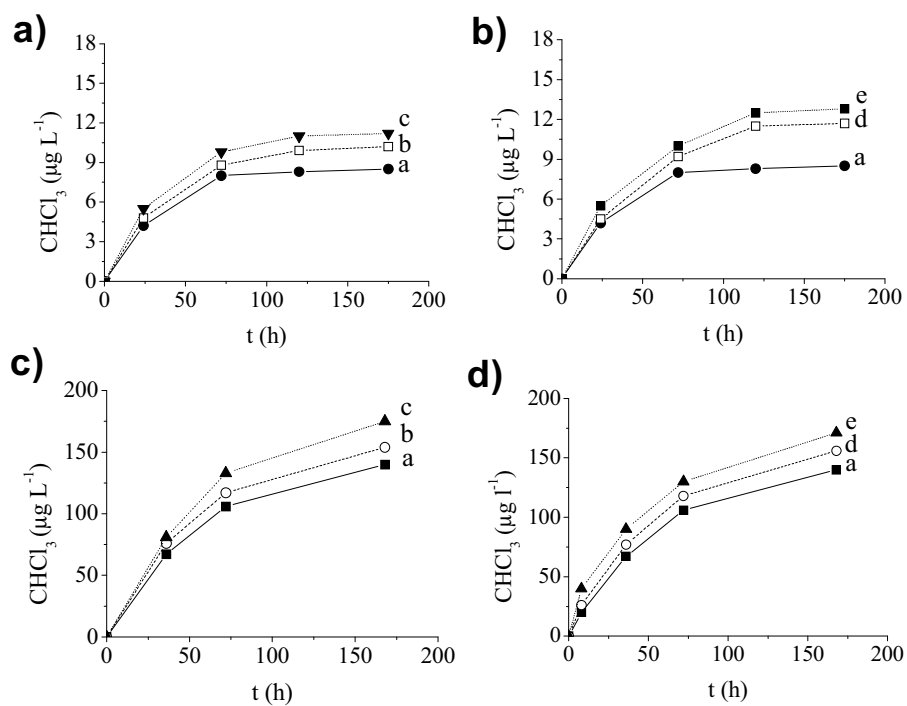 a)
18
15
12
9
6
3
0
CHCl₃ (µg L⁻¹)
c
b
a
0 50 100 150 200
t (h)
b)
18
15
12
9
6
3
0
CHCl₃ (µg L⁻¹)
e
d
a
0 50 100 150 200
t (h)
c)
200
150
100
50
0
CHCl₃ (µg L⁻¹)
c
b
a
0 50 100 150 200
t (h)
d)
200
150
100
50
0
CHCl₃ (µg l⁻¹)
e
d
a
0 50 100 150 200
t (h)